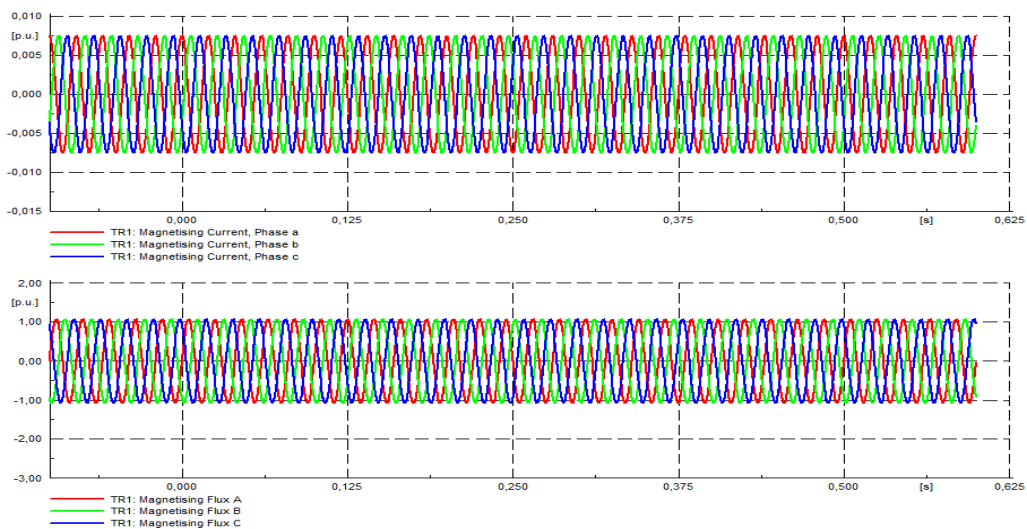 0,010
[p.u.]
0,005
0,000
-0,005
-0,010
-0,015
0,000 0,125 0,250 0,375 0,500 [s] 0,625
TR1: Magnetising Current, Phase a
TR1: Magnetising Current, Phase b
TR1: Magnetising Current, Phase c
2,00
[p.u.]
1,00
0,00
-1,00
-2,00
-3,00
0,000 0,125 0,250 0,375 0,500 [s] 0,625
TR1: Magnetising Flux A
TR1: Magnetising Flux B
TR1: Magnetising Flux C